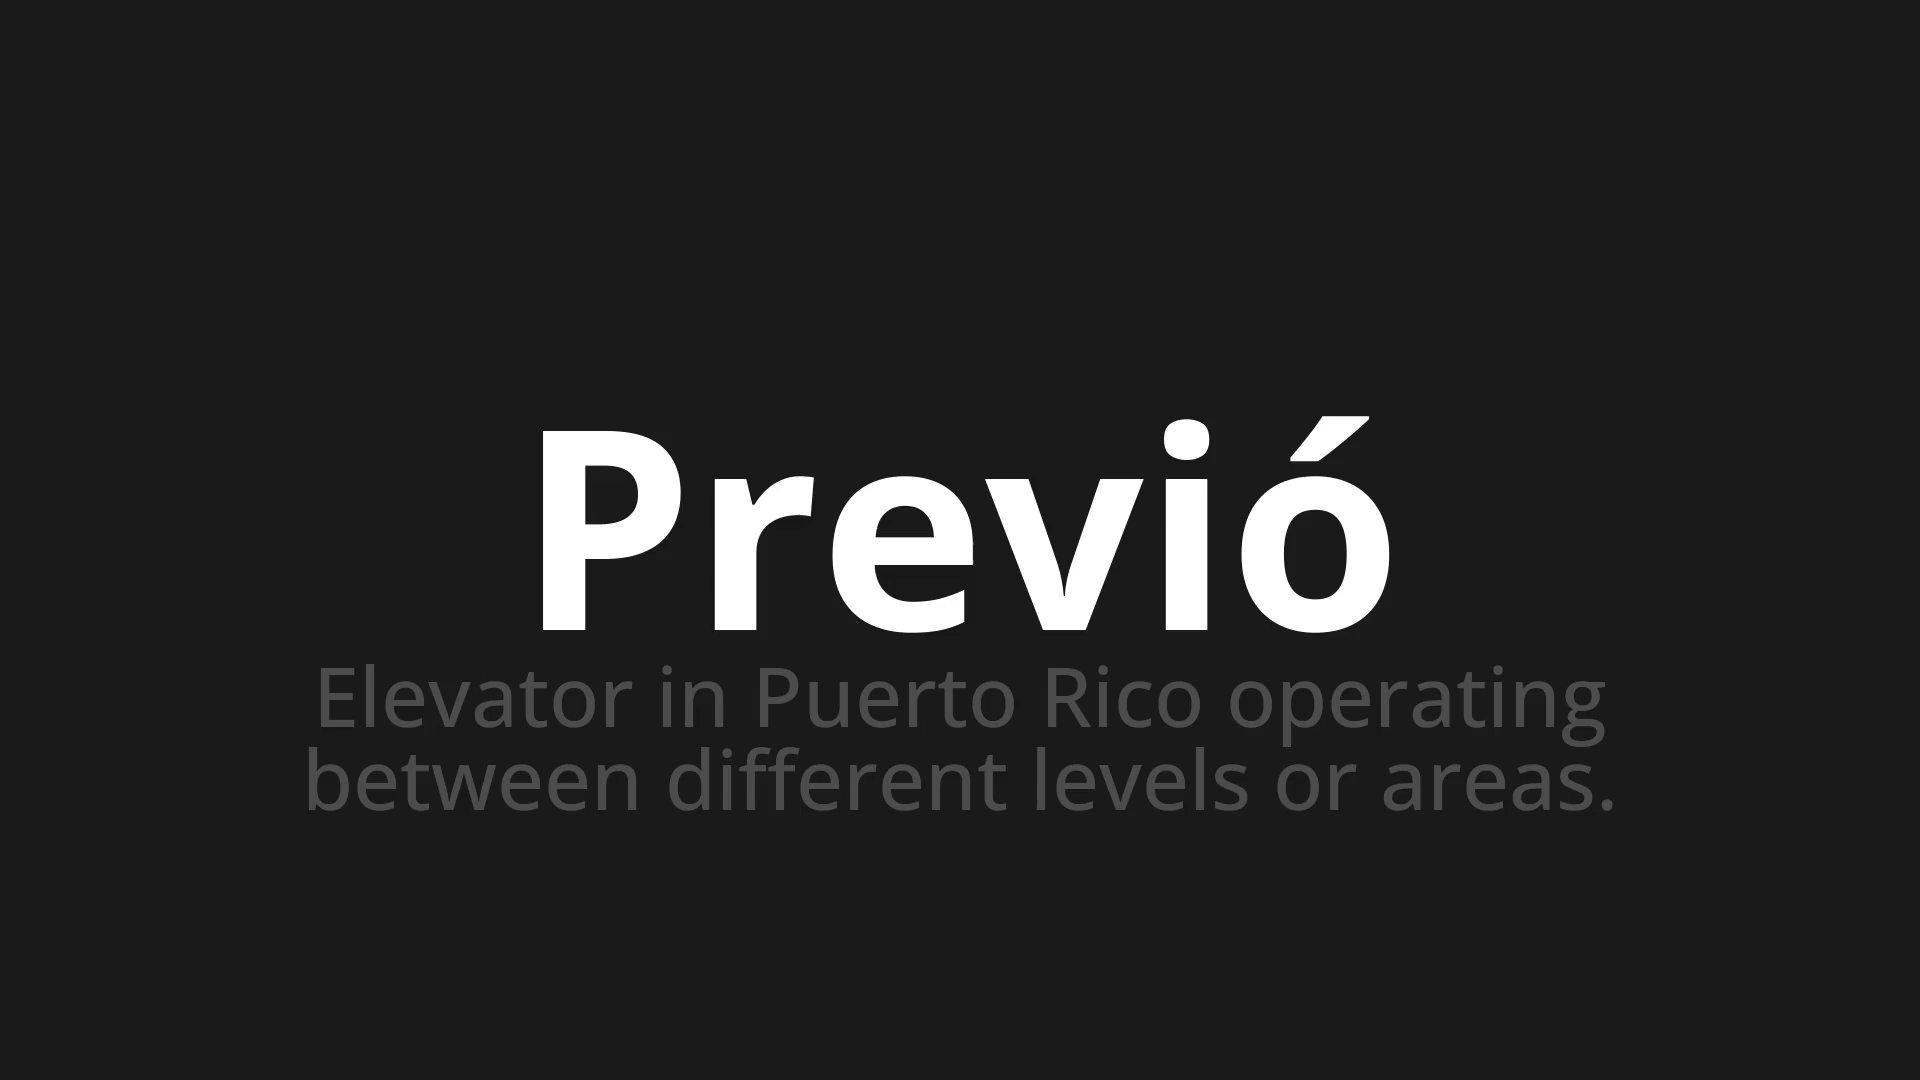 Previó
Elevator in Puerto Rico operating
between different levels or areas.